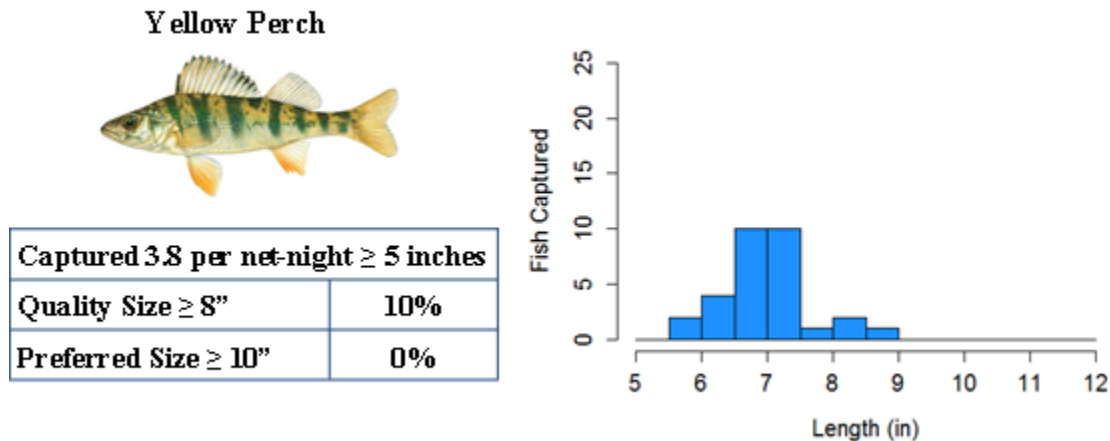 Yellow Perch
Captured 3.8 per net-night ≥ 5 inches
Quality Size ≥ 8” 10%
Preferred Size ≥ 10” 0%
25
20
15
10
5
0
Fish Captured
5 6 7 8 9 10 11 12
Length (in)